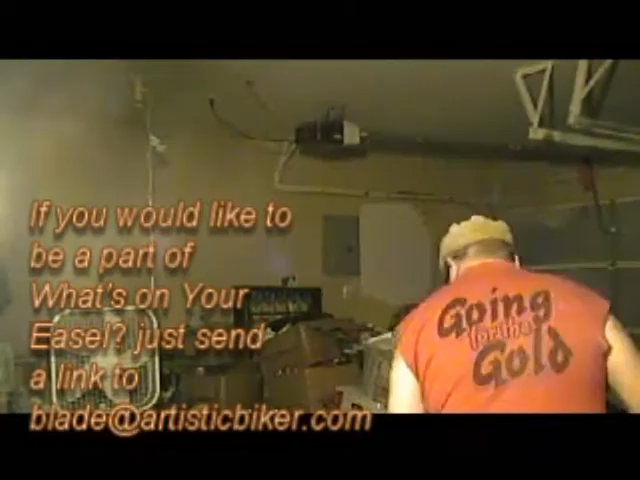 If you would like to
be a part of
What's on Your
Easel? just send
a link to
blade@artisticbiker.com
Going
for the
Gold